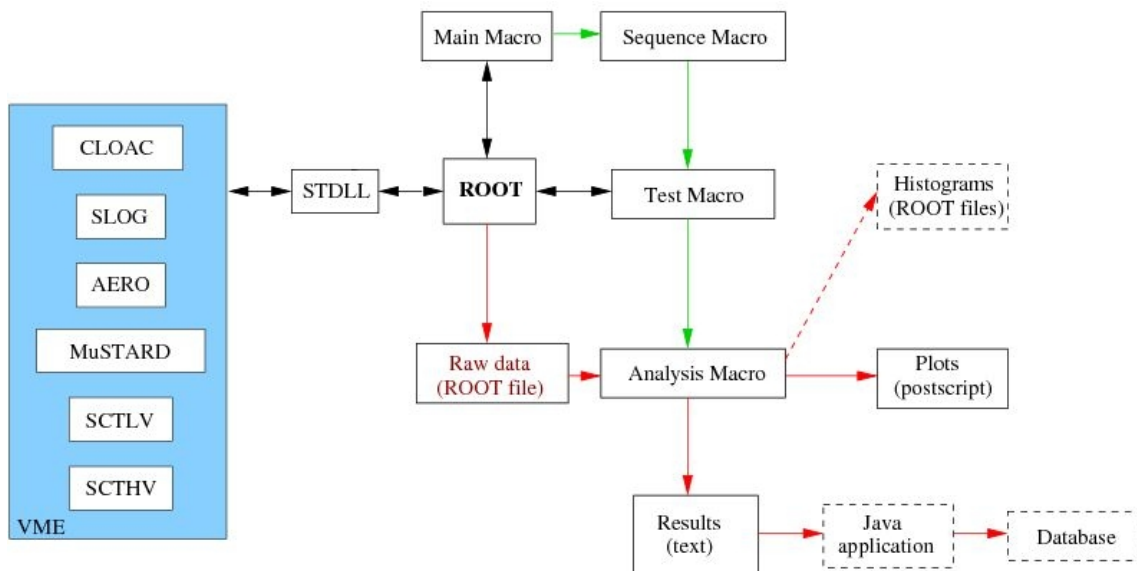 Main Macro
Sequence Macro
CLOAC
STDLL
ROOT
Test Macro
Histograms
(ROOT files)
SLOG
AERO
MuSTARD
Raw data
(ROOT file)
Analysis Macro
Plots
(postscript)
SCTLV
SCTHV
VME
Results
(text)
Java
application
Database